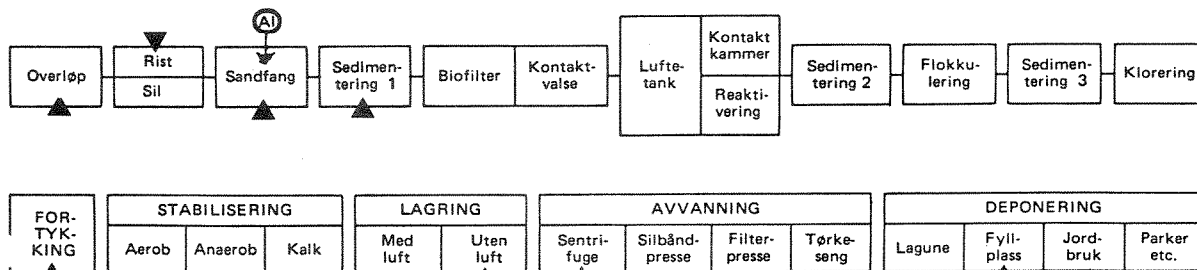 Al
Overløp
Rist
Sil
Sandfang
Sedimen-
tering 1
Biofilter
Kontakt-
valse
Lufte-
tank
Kontakt
kammer
Reakti-
vering
Sedimen-
tering 2
Flokku-
lering
Sedimen-
tering 3
Klorering
FOR-
TYK-
KING
STABILISERING
Aerob
Anaerob
Kalk
LAGRING
Med
luft
Uten
luft
AVVANNING
Sentri-
fuge
Silbånd-
presse
Filter-
presse
Tørke-
seng
DEPONERING
Lagune
Fyll-
plass
Jord-
bruk
Parker
etc.